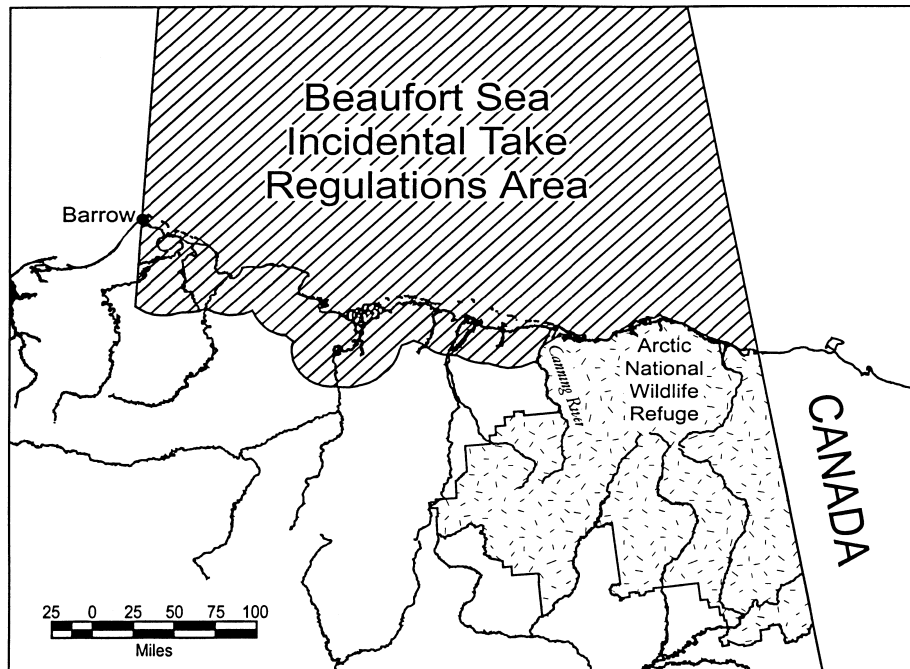 Beaufort Sea
Incidental Take
Regulations Area
Barrow
Arctic
National
Wildlife
Refuge
Canning River
CANADA
25 0 25 50 75 100
Miles